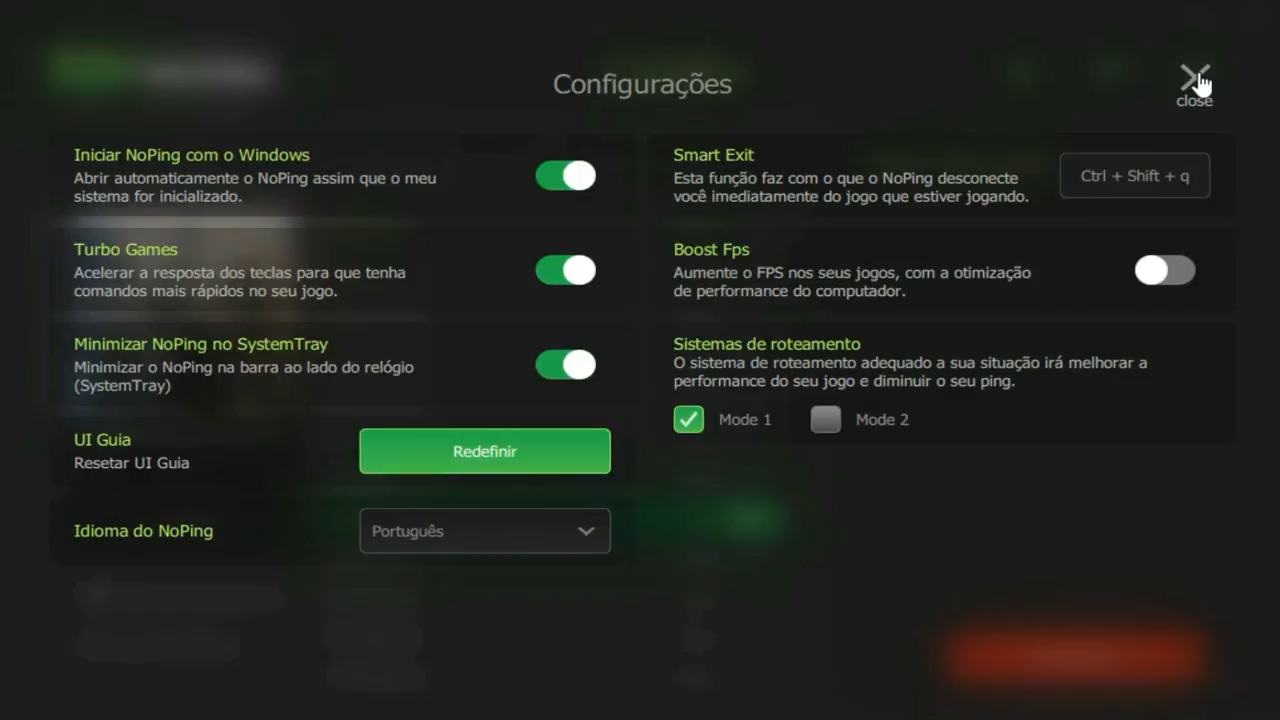 Configurações
close
Iniciar NoPing com o Windows
Abrir automaticamente o NoPing assim que o meu
sistema for inicializado.
Turbo Games
Acelerar a resposta dos teclas para que tenha
comandos mais rápidos no seu jogo.
Minimizar NoPing no SystemTray
Minimizar o NoPing na barra ao lado do relógio
(SystemTray)
UI Guia
Resetar UI Guia
Redefinir
Idioma do NoPing
Português
Smart Exit
Esta função faz com o que o NoPing desconecte
você imediatamente do jogo que estiver jogando.
Ctrl + Shift + q
Boost Fps
Aumente o FPS nos seus jogos, com a otimização
de performance do computador.
Sistemas de roteamento
O sistema de roteamento adequado a sua situação irá melhorar a
performance do seu jogo e diminuir o seu ping.
Mode 1
Mode 2